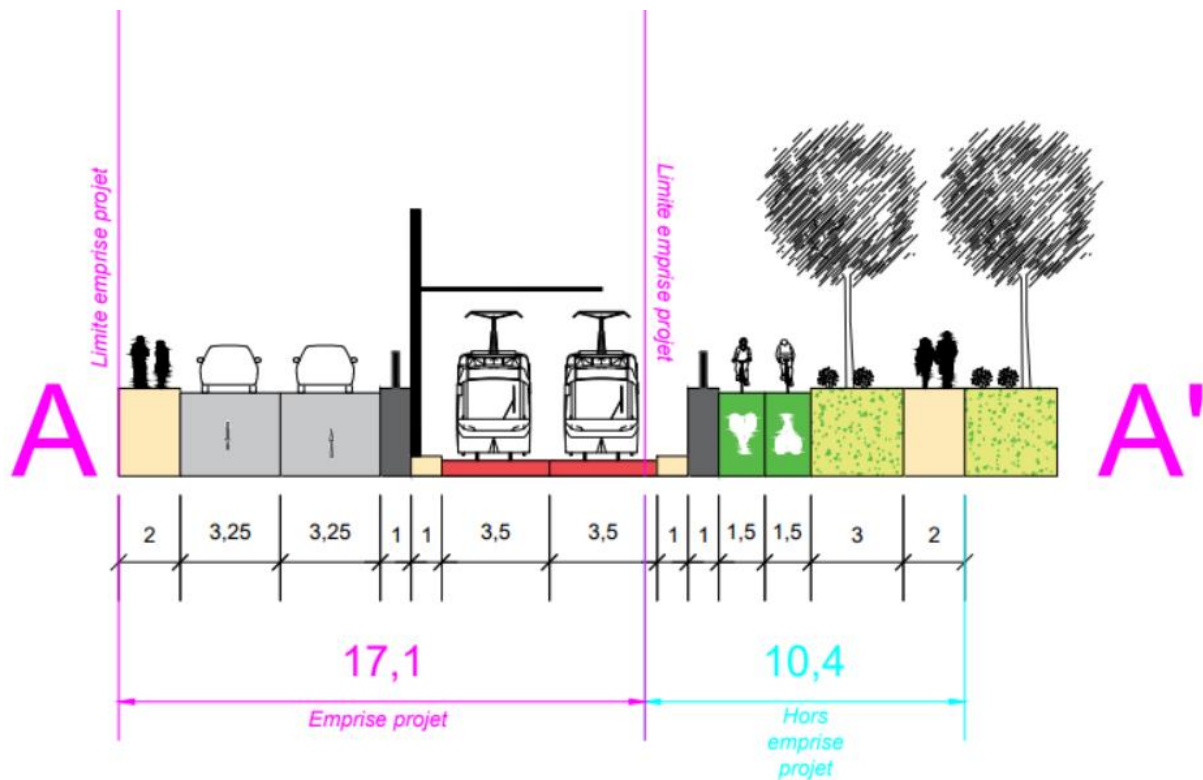 Limite emprise projet
Limite emprise projet
A
A'
2
3,25
3,25
1
1
3,5
3,5
1
1
1,5
1,5
3
2
17,1
10,4
Emprise projet
Hors
emprise
projet